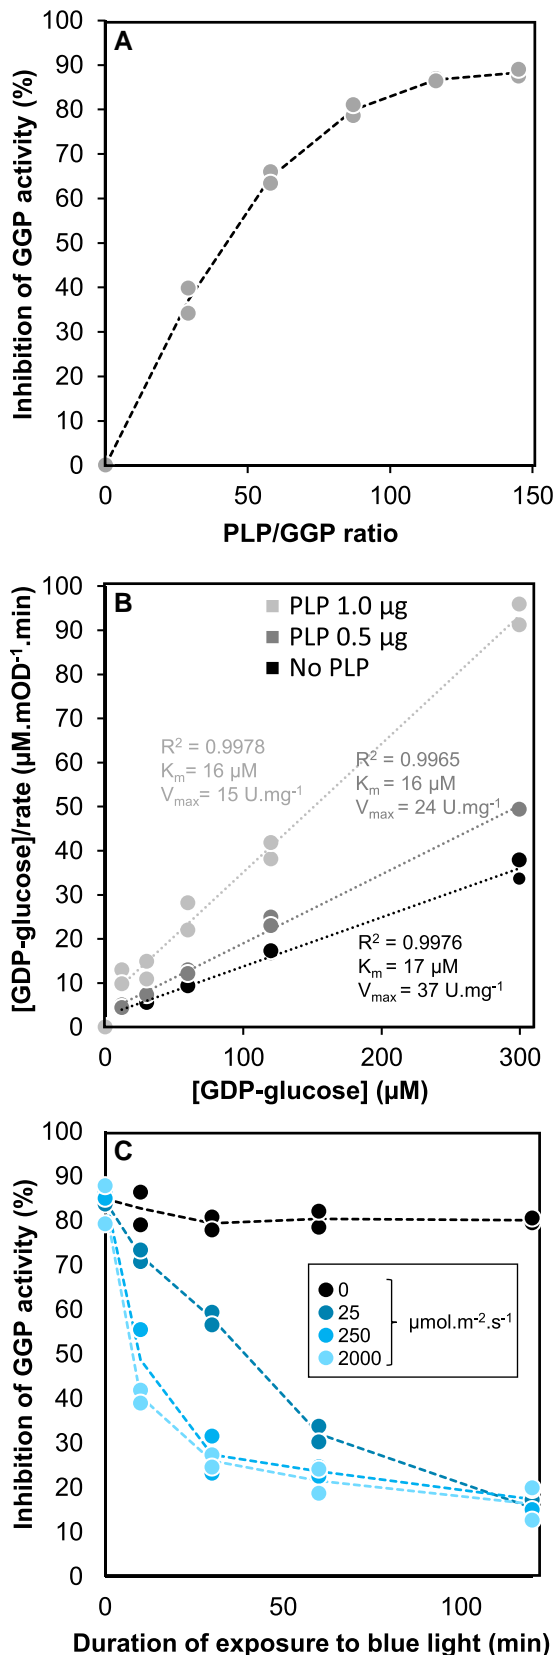 A
100
90
80
70
60
50
40
30
20
10
0
Inhibition of GGP activity (%)
0 50 100 150
PLP/GGP ratio
B
100
90
80
70
60
50
40
30
20
10
0
[GDP-glucose]/rate (µM.mOD⁻¹.min)
PLP 1.0 µg
PLP 0.5 µg
No PLP
R² = 0.9978
Kₘ = 16 µM
Vₘₐₓ = 15 U.mg⁻¹
R² = 0.9965
Kₘ = 16 µM
Vₘₐₓ = 24 U.mg⁻¹
R² = 0.9976
Kₘ = 17 µM
Vₘₐₓ = 37 U.mg⁻¹
0 100 200 300
[GDP-glucose] (µM)
C
100
90
80
70
60
50
40
30
20
10
0
Inhibition of GGP activity (%)
0
25
250
2000
µmol.m⁻².s⁻¹
0 50 100
Duration of exposure to blue light (min)